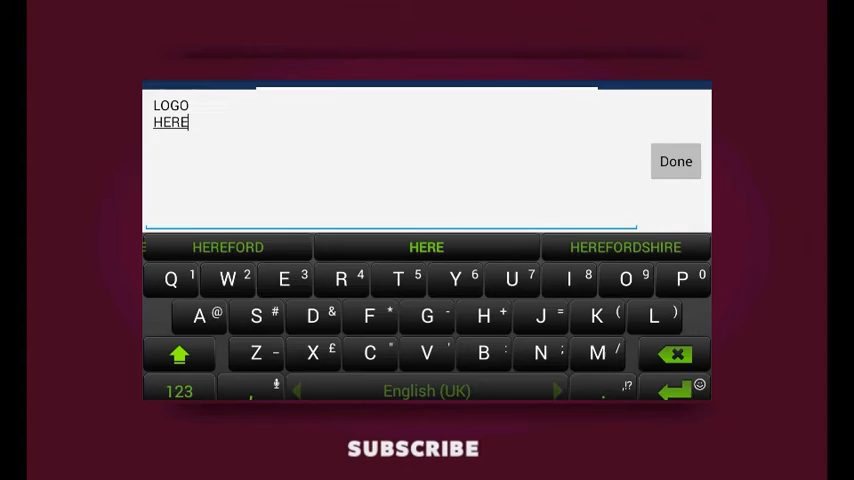 LOGO
HERE
Done
HEREFORD HERE HEREFORDSHIRE
Q 1 W 2 E 3 R 4 T 5 Y 6 U 7 I 8 O 9 P 0
A @ S # D & F * G - H + J = K ( L )
Z _ X £ C " V ' B : N ; M /
123 , English (UK) . ,!?
SUBSCRIBE